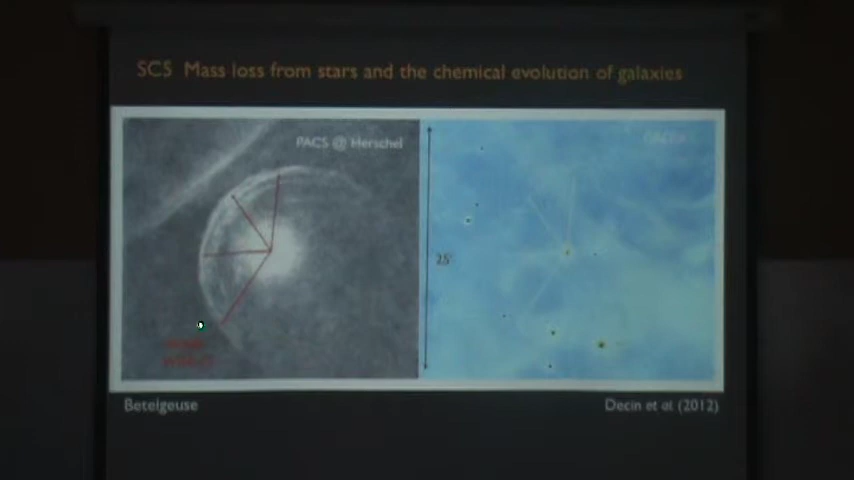 SCS Mass loss from stars and the chemical evolution of galaxies
PACS @ Herschel
25'
Betelgeuse
Decin et al. (2012)